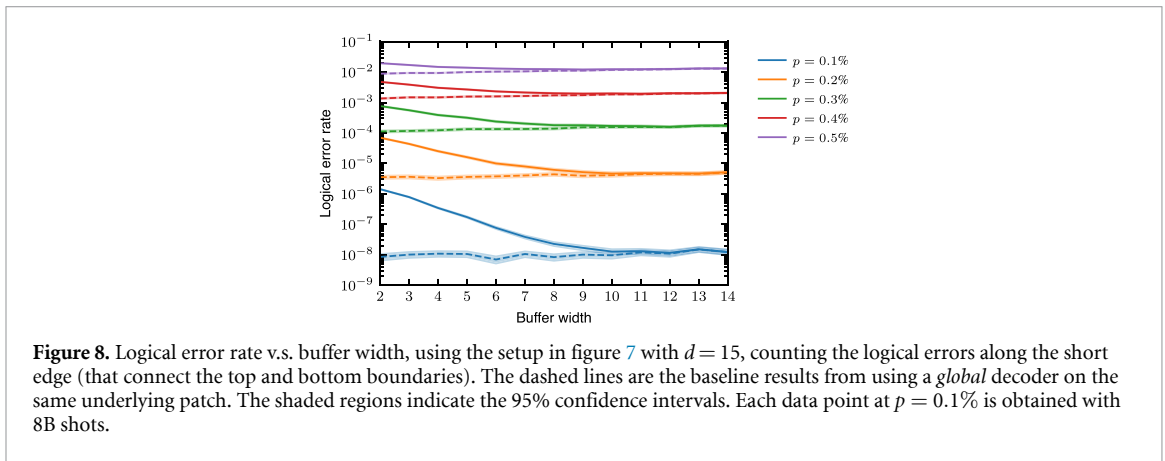 10⁻¹
10⁻²
10⁻³
10⁻⁴
10⁻⁵
10⁻⁶
10⁻⁷
10⁻⁸
10⁻⁹
Logical error rate
2 3 4 5 6 7 8 9 10 11 12 13 14
Buffer width
p = 0.1%
p = 0.2%
p = 0.3%
p = 0.4%
p = 0.5%
Figure 8. Logical error rate v.s. buffer width, using the setup in figure 7 with d = 15, counting the logical errors along the short
edge (that connect the top and bottom boundaries). The dashed lines are the baseline results from using a global decoder on the
same underlying patch. The shaded regions indicate the 95% confidence intervals. Each data point at p = 0.1% is obtained with
8B shots.